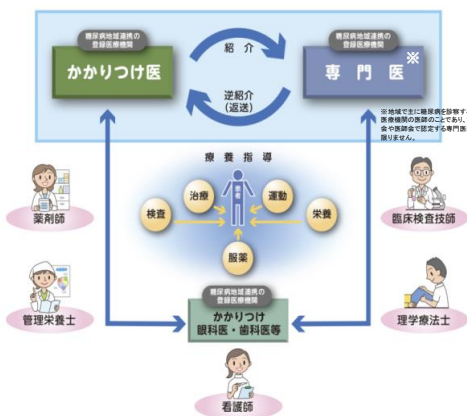 糖尿病地域連携の
登録医療機関
かかりつけ医
紹 介
逆紹介
(返送)
糖尿病地域連携の
登録医療機関
専 門 医
※
※地域で主に糖尿病を診察す
医療機関の医師のことであり、
会や医師会で認定する専門医
限りません。
療 養 指 導
検査
治療
患者
運動
栄養
服薬
薬剤師
臨床検査技師
管理栄養士
理学療法士
糖尿病地域連携の
登録医療機関
かかりつけ
眼科医・歯科医等
看護師